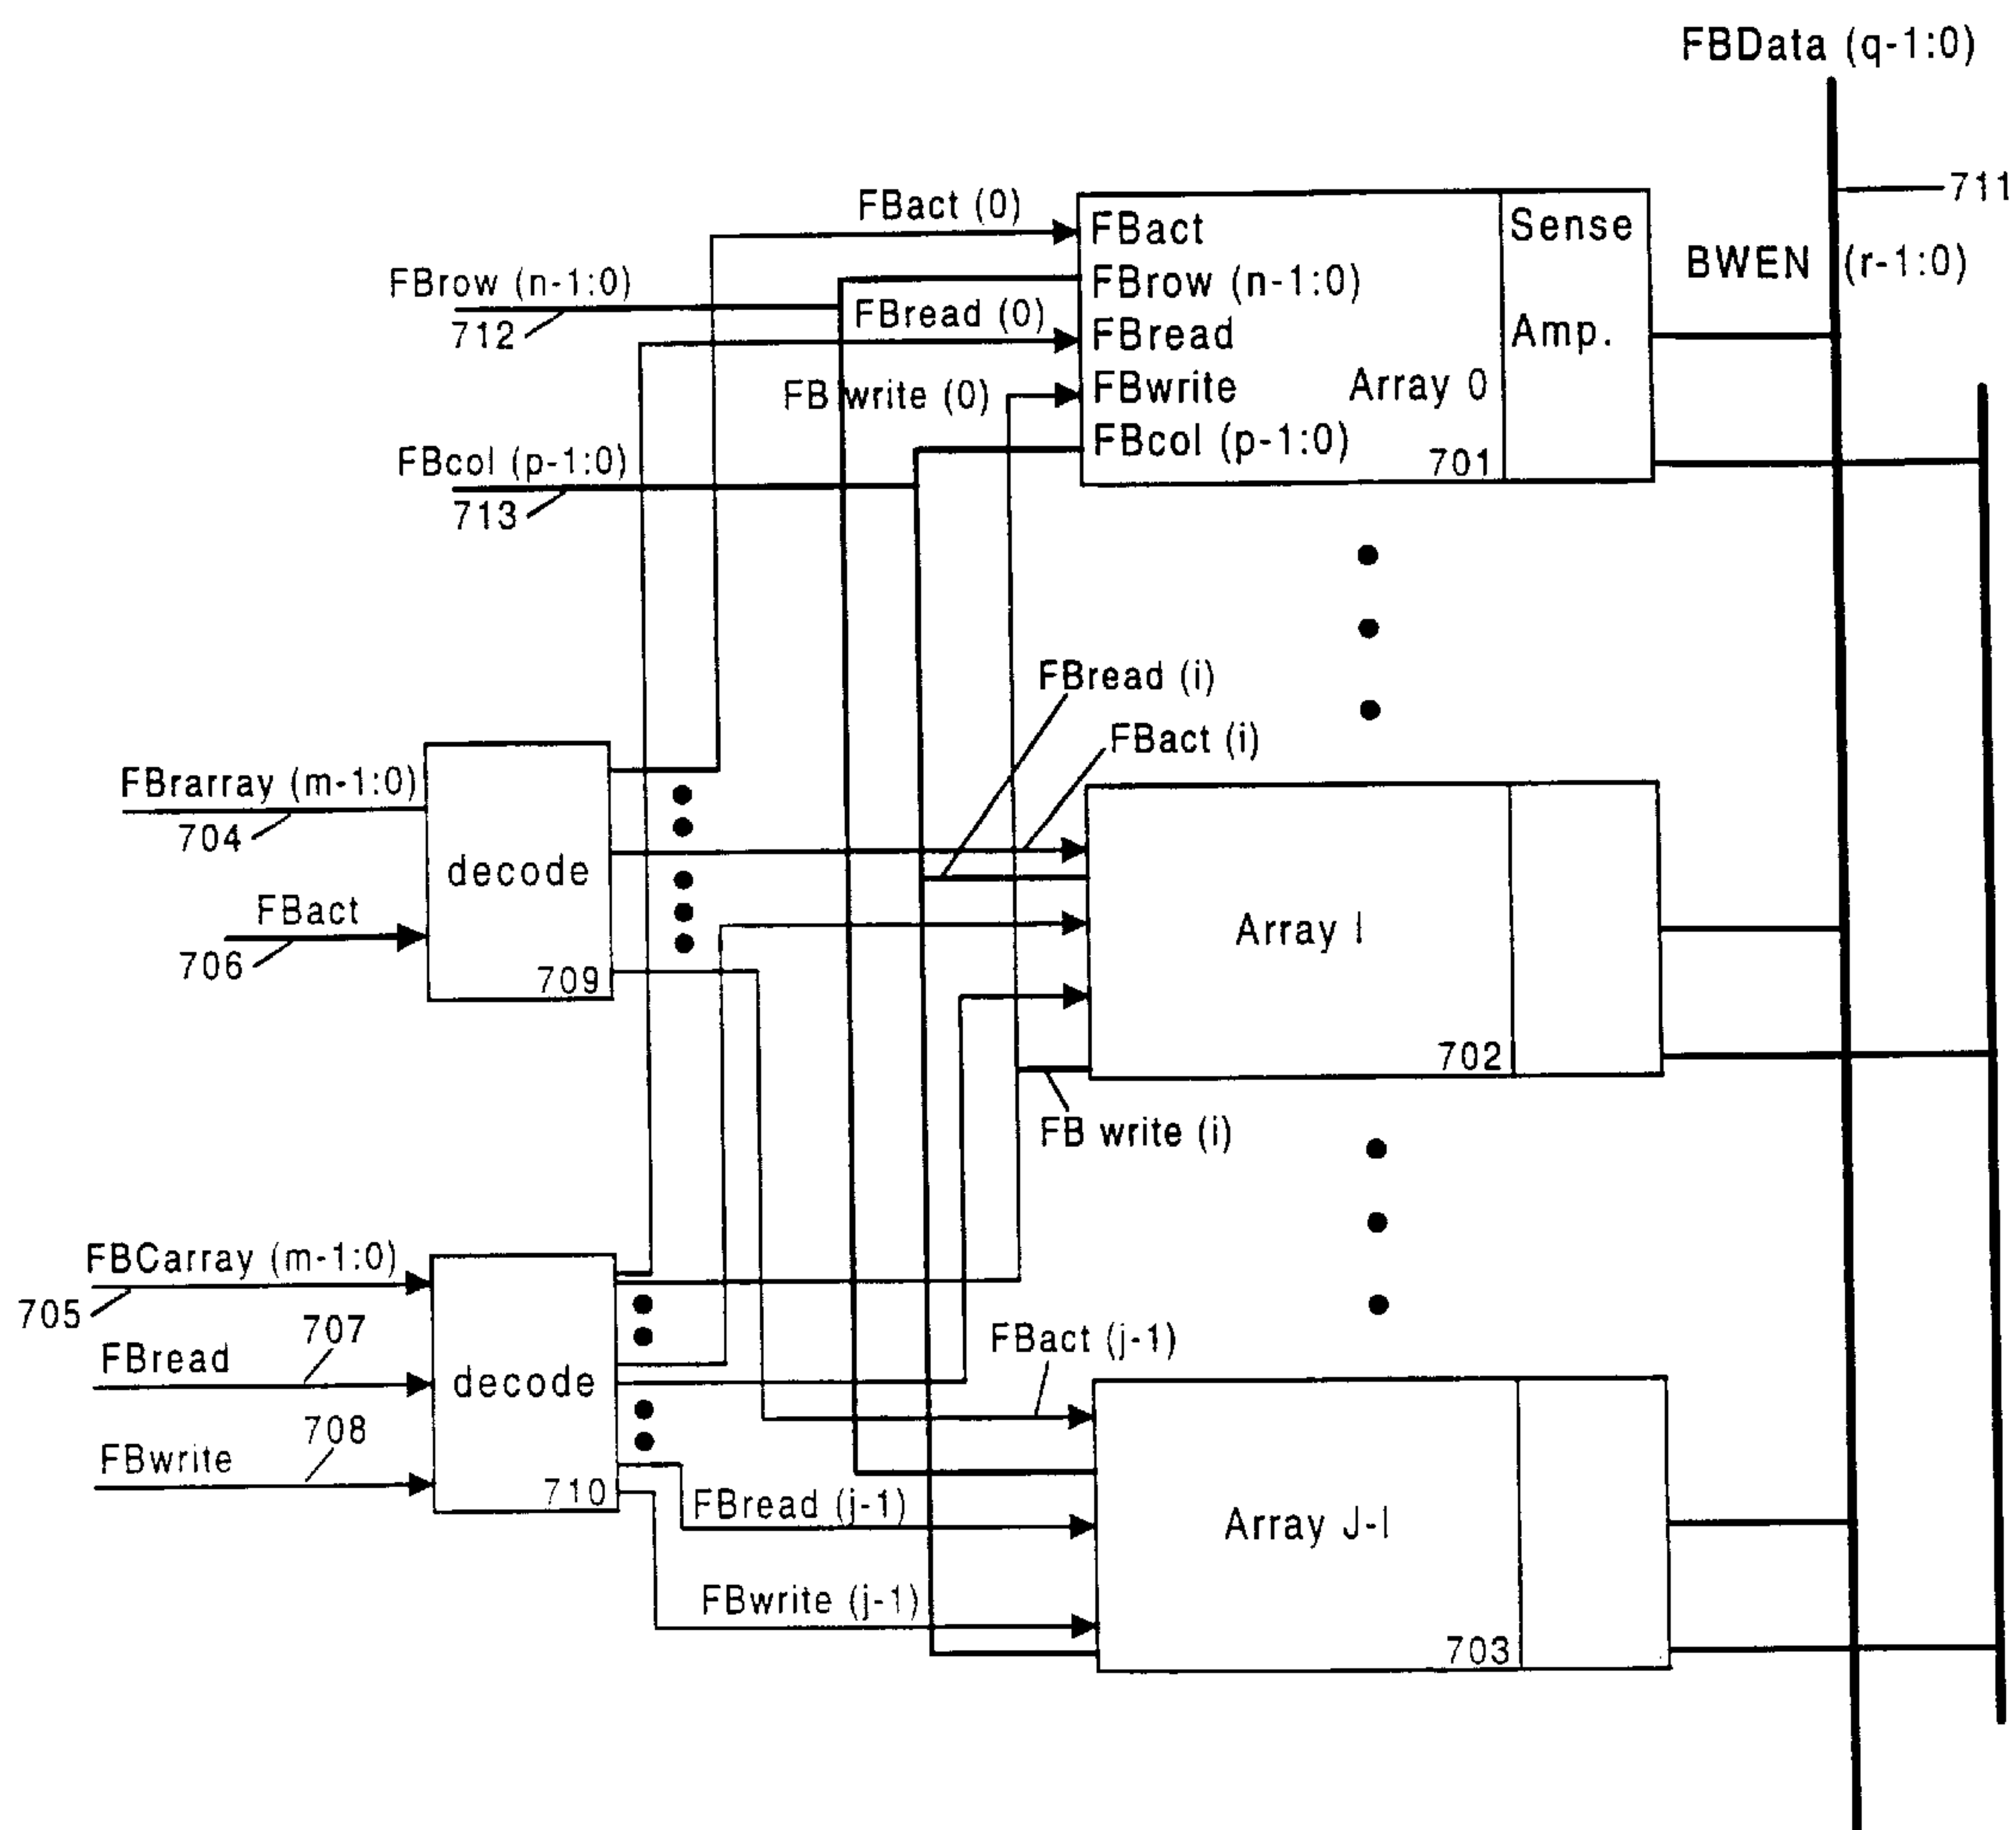 FBData (q-1:0)
711
BWEN (r-1:0)
FBact (0)
FBrow (n-1:0)
712
FBread (0)
FB write (0)
FBcol (p-1:0)
713
FBact
FBrow (n-1:0)
FBread
FBwrite
Array 0
FBcol (p-1:0)
701
Sense
Amp.
FBread (i)
FBact (i)
FBrarray (m-1:0)
704
decode
FBact
706
709
Array I
702
FB write (i)
FBCarray (m-1:0)
705
707
FBread
decode
708
FBwrite
710
FBact (j-1)
FBread (j-1)
Array J-I
FBwrite (j-1)
703